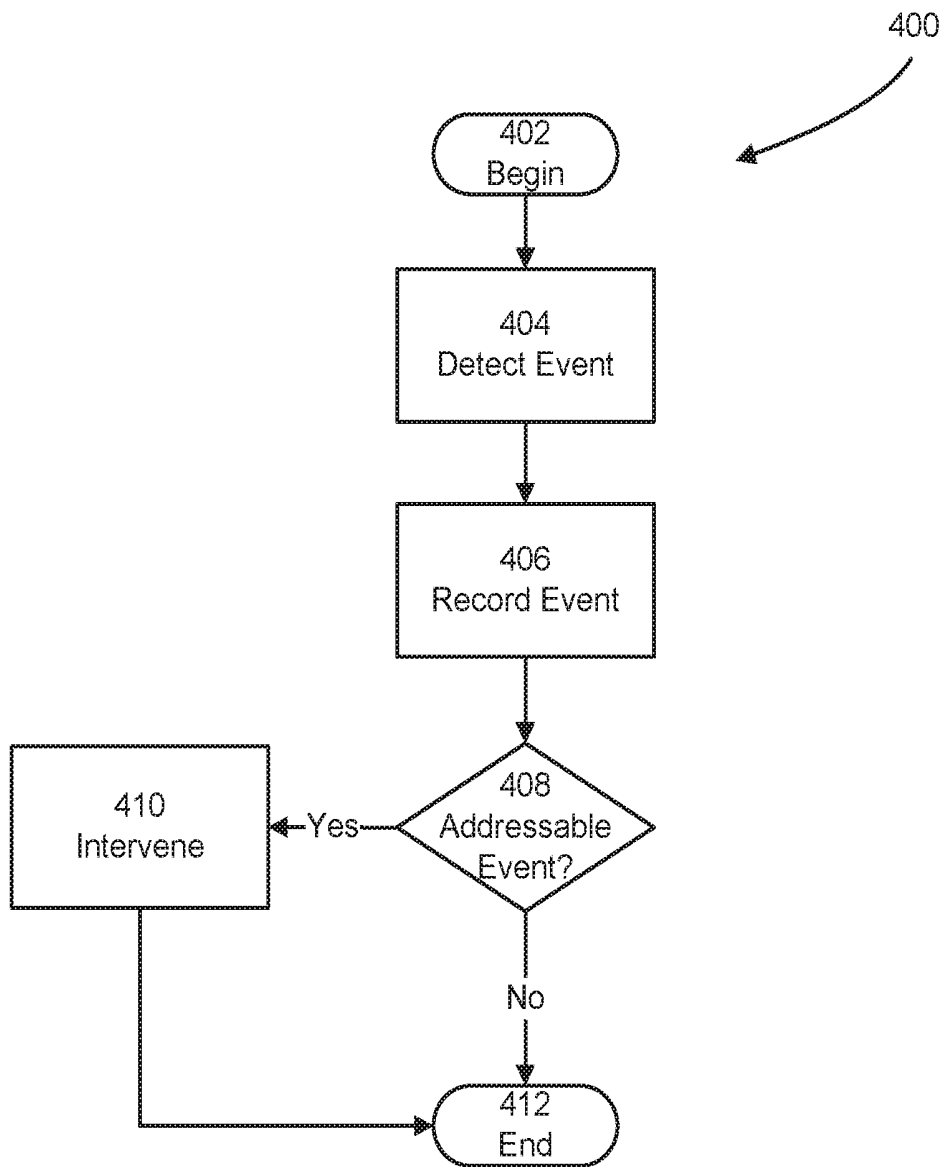 400
402
Begin
404
Detect Event
406
Record Event
408
Addressable
Event?
Yes
410
Intervene
No
412
End